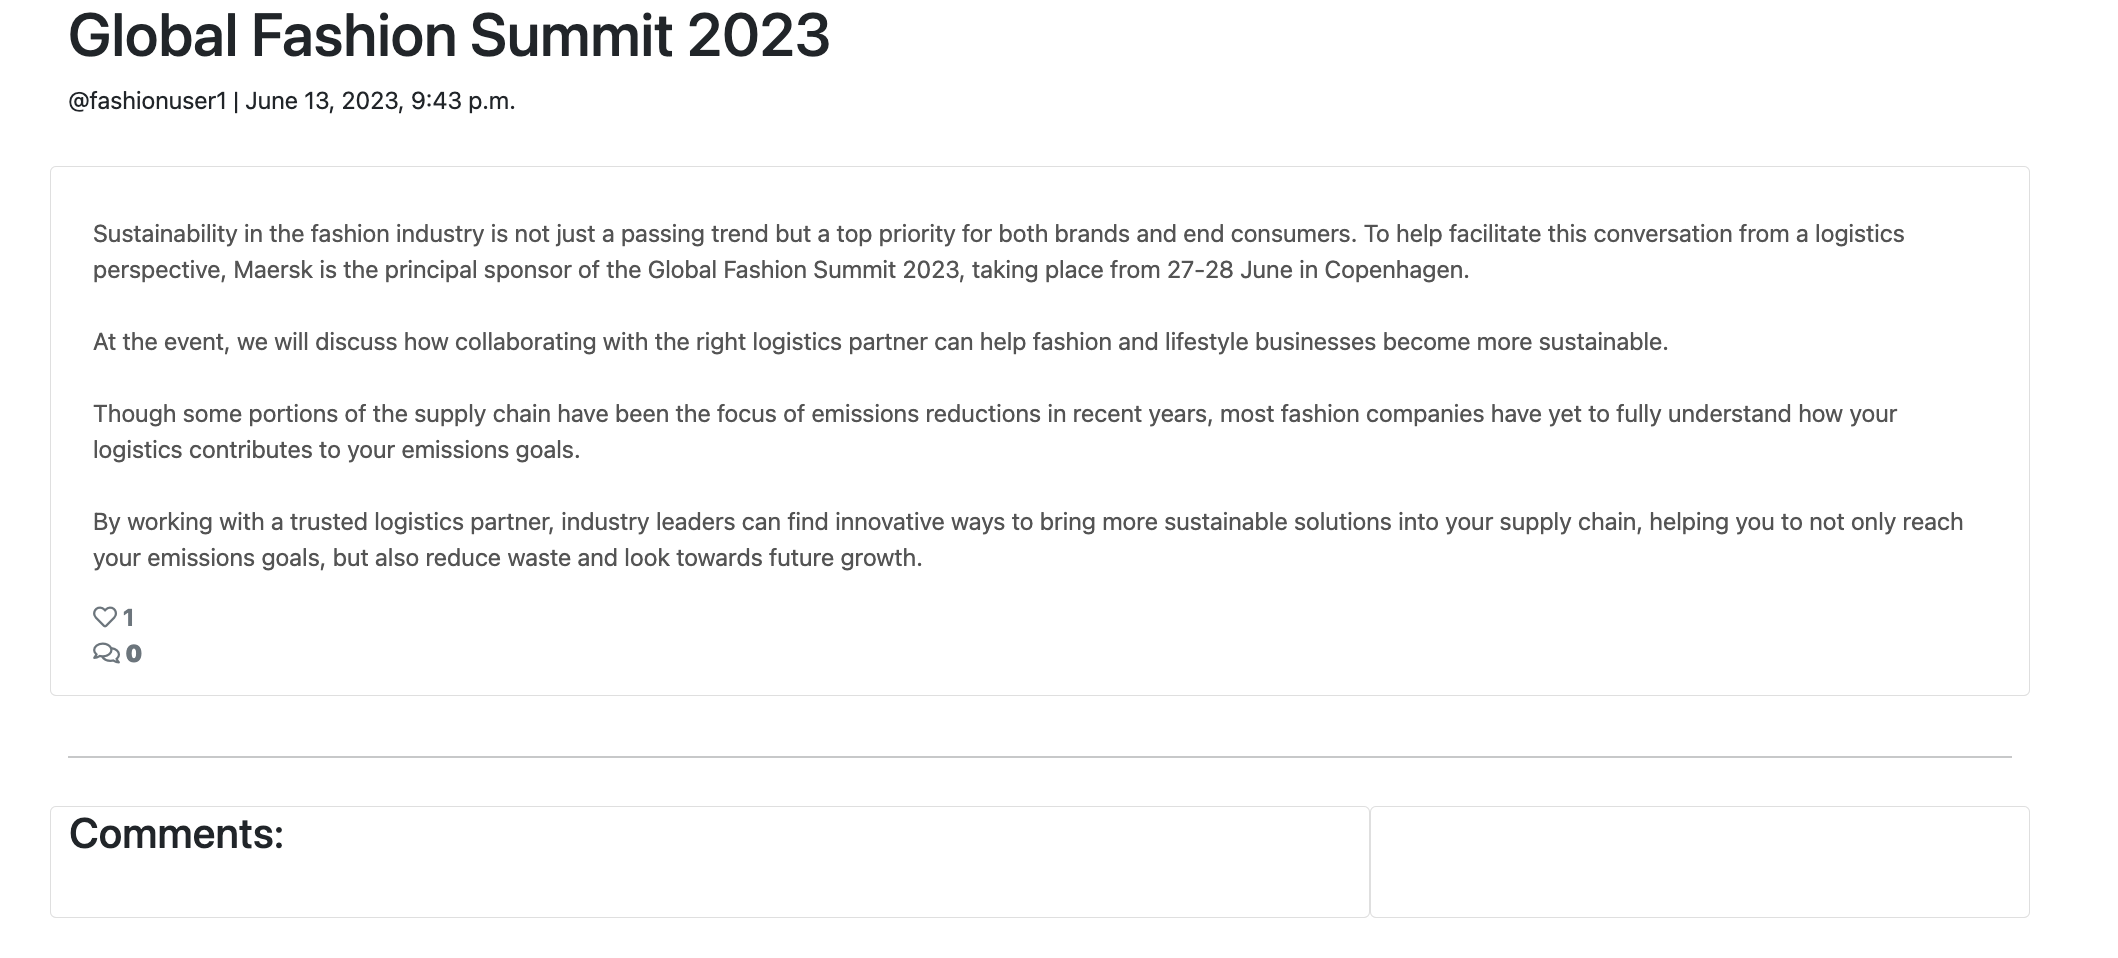 Global Fashion Summit 2023
@fashionuser1 | June 13, 2023, 9:43 p.m.
Sustainability in the fashion industry is not just a passing trend but a top priority for both brands and end consumers. To help facilitate this conversation from a logistics
perspective, Maersk is the principal sponsor of the Global Fashion Summit 2023, taking place from 27-28 June in Copenhagen.
At the event, we will discuss how collaborating with the right logistics partner can help fashion and lifestyle businesses become more sustainable.
Though some portions of the supply chain have been the focus of emissions reductions in recent years, most fashion companies have yet to fully understand how your
logistics contributes to your emissions goals.
By working with a trusted logistics partner, industry leaders can find innovative ways to bring more sustainable solutions into your supply chain, helping you to not only reach
your emissions goals, but also reduce waste and look towards future growth.
1
0
Comments: